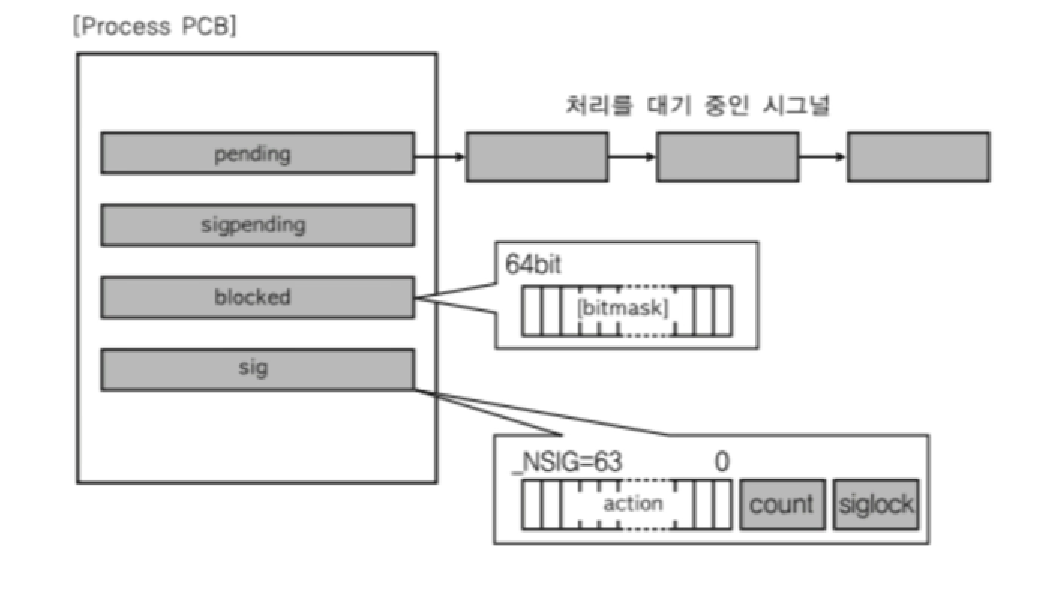 [Process PCB]
처리를 대기 중인 시그널
pending
sigpending
64bit
blocked
[bitmask]
sig
_NSIG=63 0
action count siglock